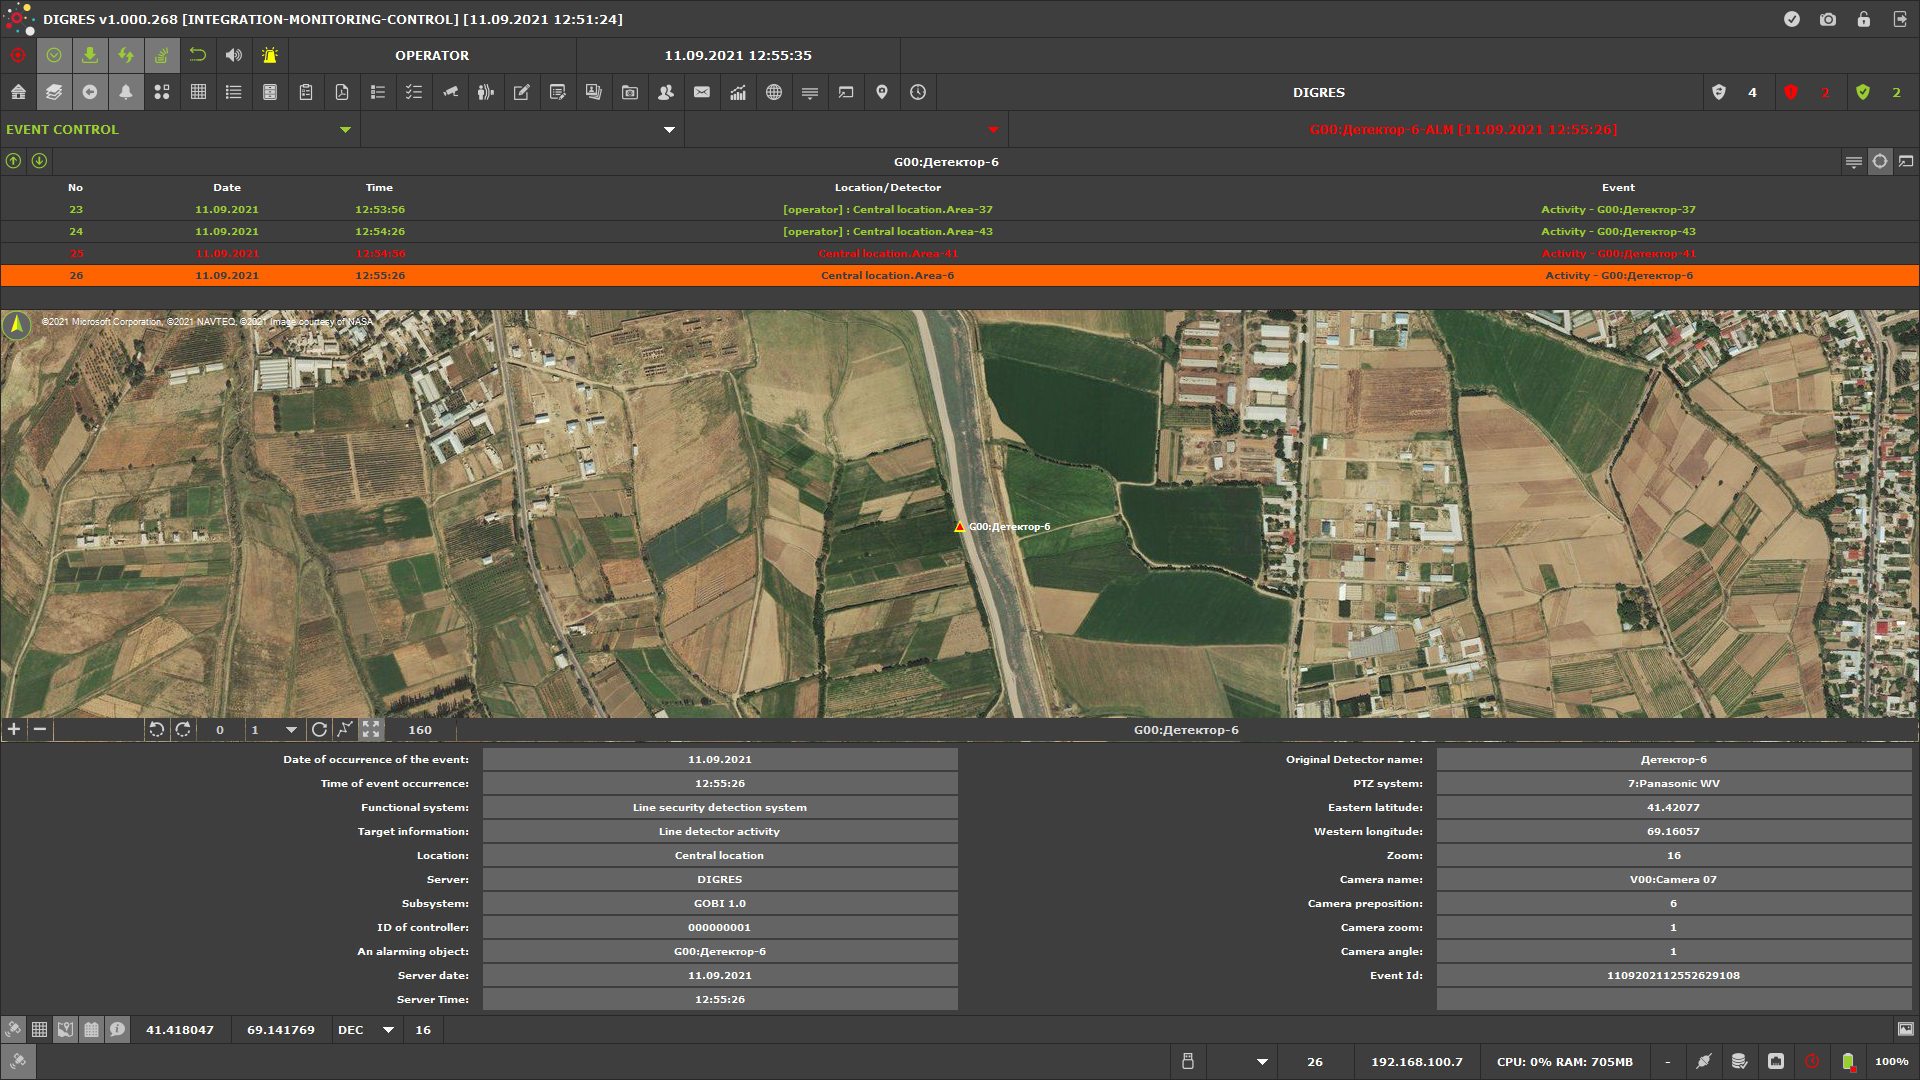 DIGRES v1.000.268 [INTEGRATION-MONITORING-CONTROL] [11.09.2021 12:51:24]
OPERATOR 11.09.2021 12:55:35
DIGRES 4 2 2
EVENT CONTROL G00:Детектор-6-ALM [11.09.2021 12:55:26]
G00:Детектор-6
No Date Time Location/Detector Event
23 11.09.2021 12:53:56 [operator] : Central location.Area-37 Activity - G00:Детектор-37
24 11.09.2021 12:54:26 [operator] : Central location.Area-43 Activity - G00:Детектор-43
25 11.09.2021 12:54:56 Central location.Area-41 Activity - G00:Детектор-41
26 11.09.2021 12:55:26 Central location.Area-6 Activity - G00:Детектор-6
©2021 Microsoft Corporation, ©2021 NAVTEQ, ©2021 Image courtesy of NASA
G00:Детектор-6
0 1 160 G00:Детектор-6
Date of occurrence of the event: 11.09.2021 Original Detector name: Детектор-6
Time of event occurrence: 12:55:26 PTZ system: 7:Panasonic WV
Functional system: Line security detection system Eastern latitude: 41.42077
Target information: Line detector activity Western longitude: 69.16057
Location: Central location Zoom: 16
Server: DIGRES Camera name: V00:Camera 07
Subsystem: GOBI 1.0 Camera preposition: 6
ID of controller: 000000001 Camera zoom: 1
An alarming object: G00:Детектор-6 Camera angle: 1
Server date: 11.09.2021 Event Id: 1109202112552629108
Server Time: 12:55:26
41.418047 69.141769 DEC 16
26 192.168.100.7 CPU: 0% RAM: 705MB - 100%